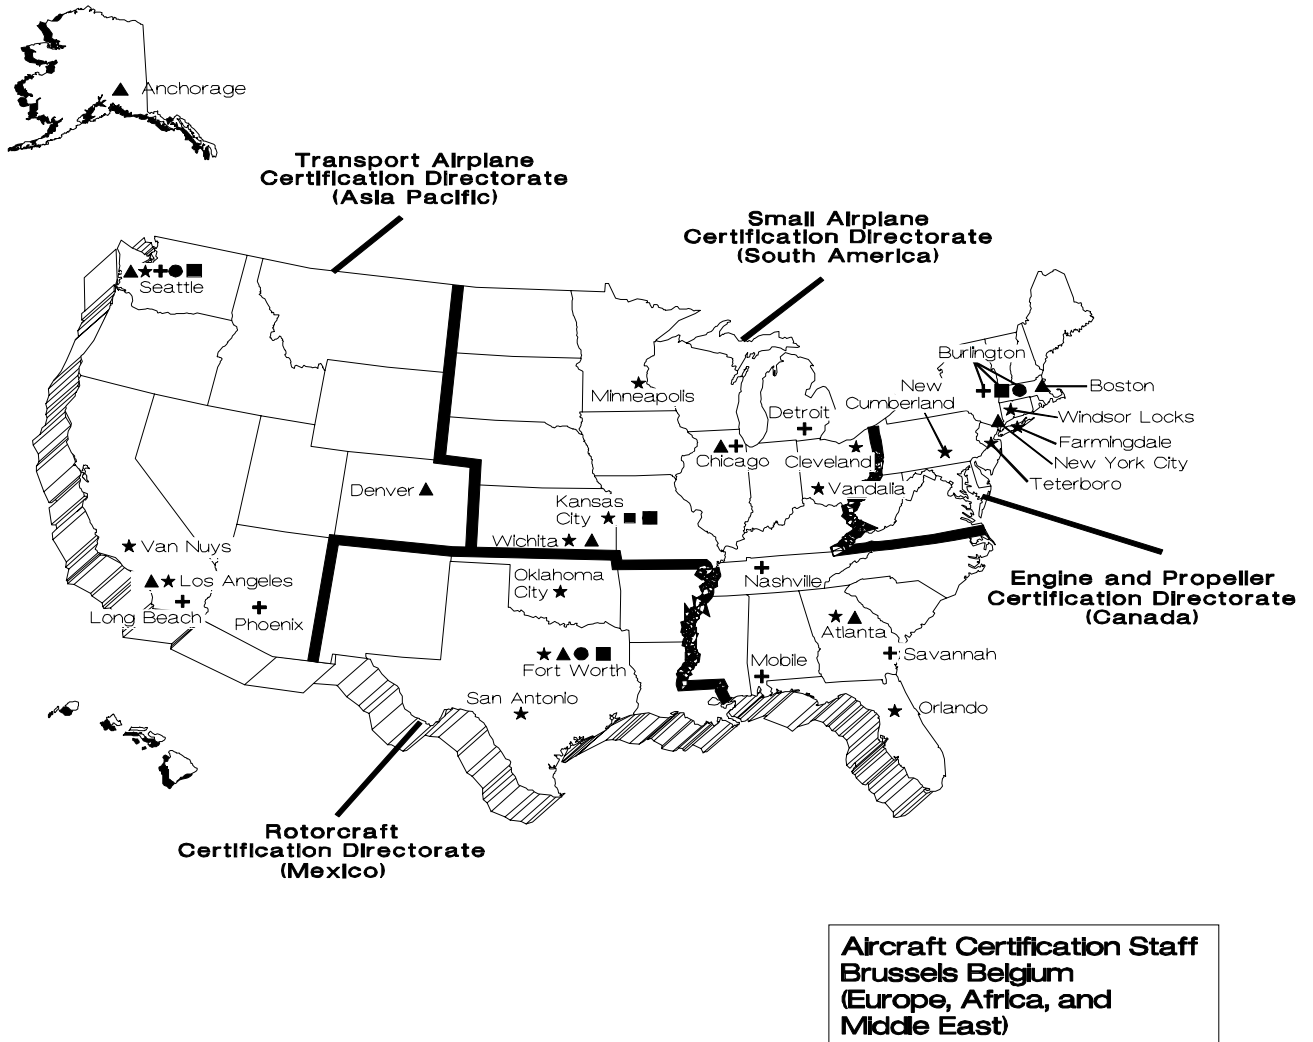 Anchorage
Transport Airplane
Certification Directorate
(Asia Pacific)
Small Airplane
Certification Directorate
(South America)
Seattle
Burlington
Minneapolis
New
Cumberland
Boston
Detroit
Windsor Locks
Farmingdale
Chicago
Cleveland
New York City
Teterboro
Denver
Vandalia
Kansas
City
Wichita
Van Nuys
Oklahoma
City
Los Angeles
Nashville
Engine and Propeller
Certification Directorate
(Canada)
Long Beach
Phoenix
Atlanta
Savannah
Mobile
Fort Worth
San Antonio
Orlando
Rotorcraft
Certification Directorate
(Mexico)
Aircraft Certification Staff
Brussels Belgium
(Europe, Africa, and
Middle East)